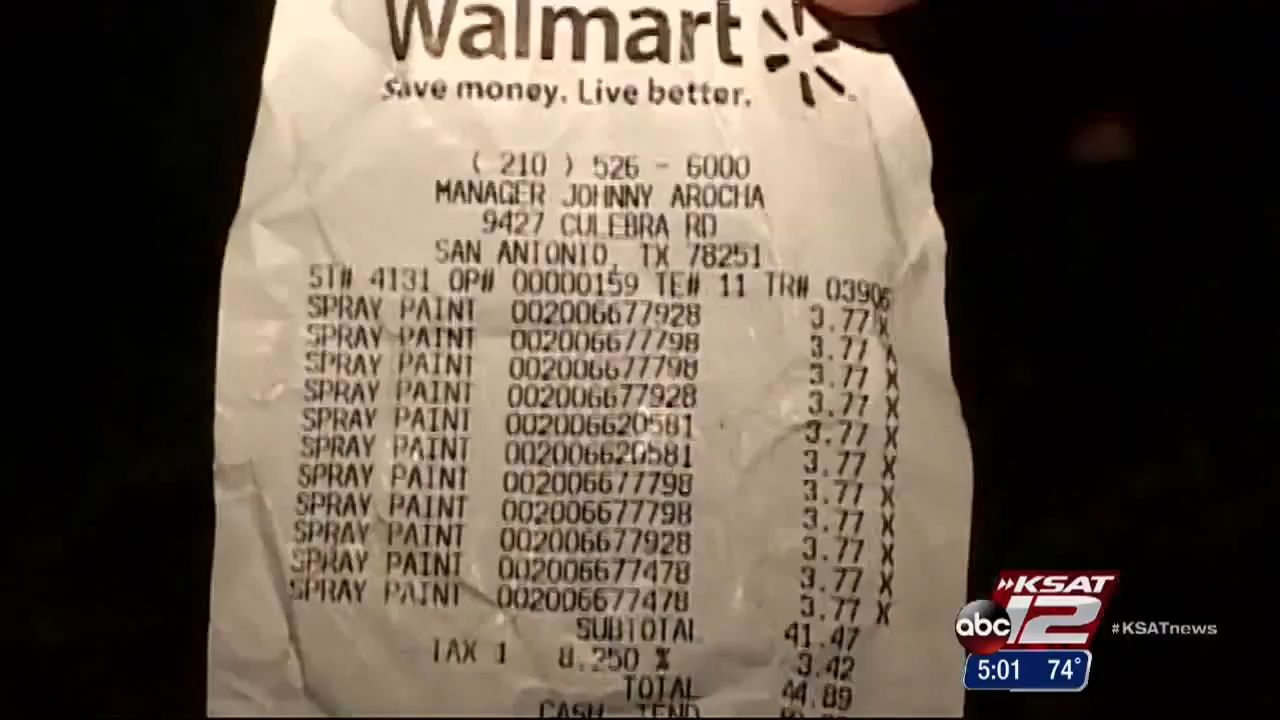 Walmart
Save money. Live better.
( 210 ) 526 - 6000
MANAGER JOHNNY AROCHA
9427 CULEBRA RD
SAN ANTONIO, TX 78251
ST# 4131 OP# 00000159 TE# 11 TR# 03906
SPRAY PAINT 002006677928 3.77 X
SPRAY PAINT 002006677798 3.77 X
SPRAY PAINT 002006677798 3.77 X
SPRAY PAINT 002006677928 3.77 X
SPRAY PAINT 002006620581 3.77 X
SPRAY PAINT 002006620581 3.77 X
SPRAY PAINT 002006677798 3.77 X
SPRAY PAINT 002006677798 3.77 X
SPRAY PAINT 002006677928 3.77 X
SPRAY PAINT 002006677478 3.77 X
SPRAY PAINT 002006677478 3.77 X
SUBTOTAL 41.47
TAX 1 8.250 % 3.42
TOTAL 44.89
CASH TEND
KSAT
abc 12 #KSATnews
5:01 74°